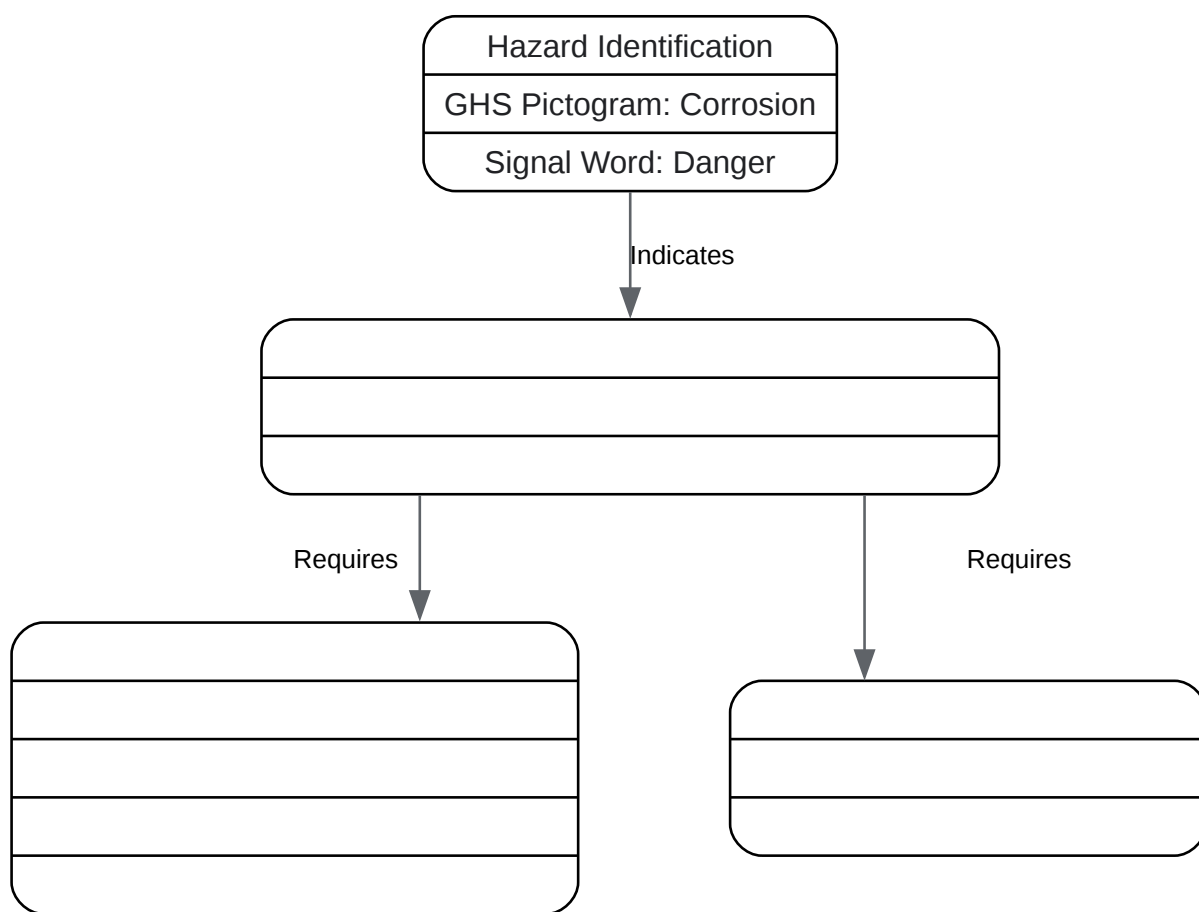 Hazard Identification
GHS Pictogram: Corrosion
Signal Word: Danger
Indicates
Requires
Requires